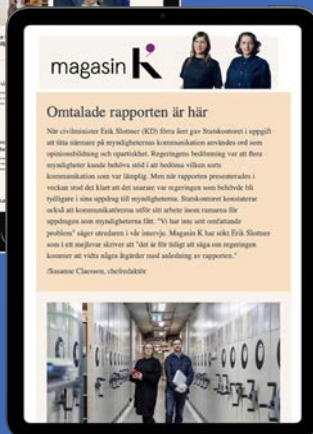 magasin K
Omtalade rapporten är här
När civilminister Erik Slottner (KD) förra året gav Statskontoret i uppgift
att titta närmare på myndigheternas kommunikation användes ord som
opinionsbildning och opartiskhet. Regeringens bedömning var att flera
myndigheter kunde behöva stöd i att bedöma vilken sorts
kommunikation som var lämplig. Men när rapporten presenterades i
veckan stod det klart att det snarare var regeringen som behövde bli
tydligare i sina uppdrag till myndigheterna. Statskontoret konstaterar
också att kommunikatörerna utför sitt arbete inom ramarna för
uppdragen som myndigheterna fått. "Vi har inte sett omfattande
problem" säger utredaren i vår intervju. Magasin K har sökt Erik Slottner
som i ett mejlsvar skriver att "det är för tidigt att säga om regeringen
kommer att vidta några åtgärder med anledning av rapporten."
/Susanne Claesson, chefredaktör